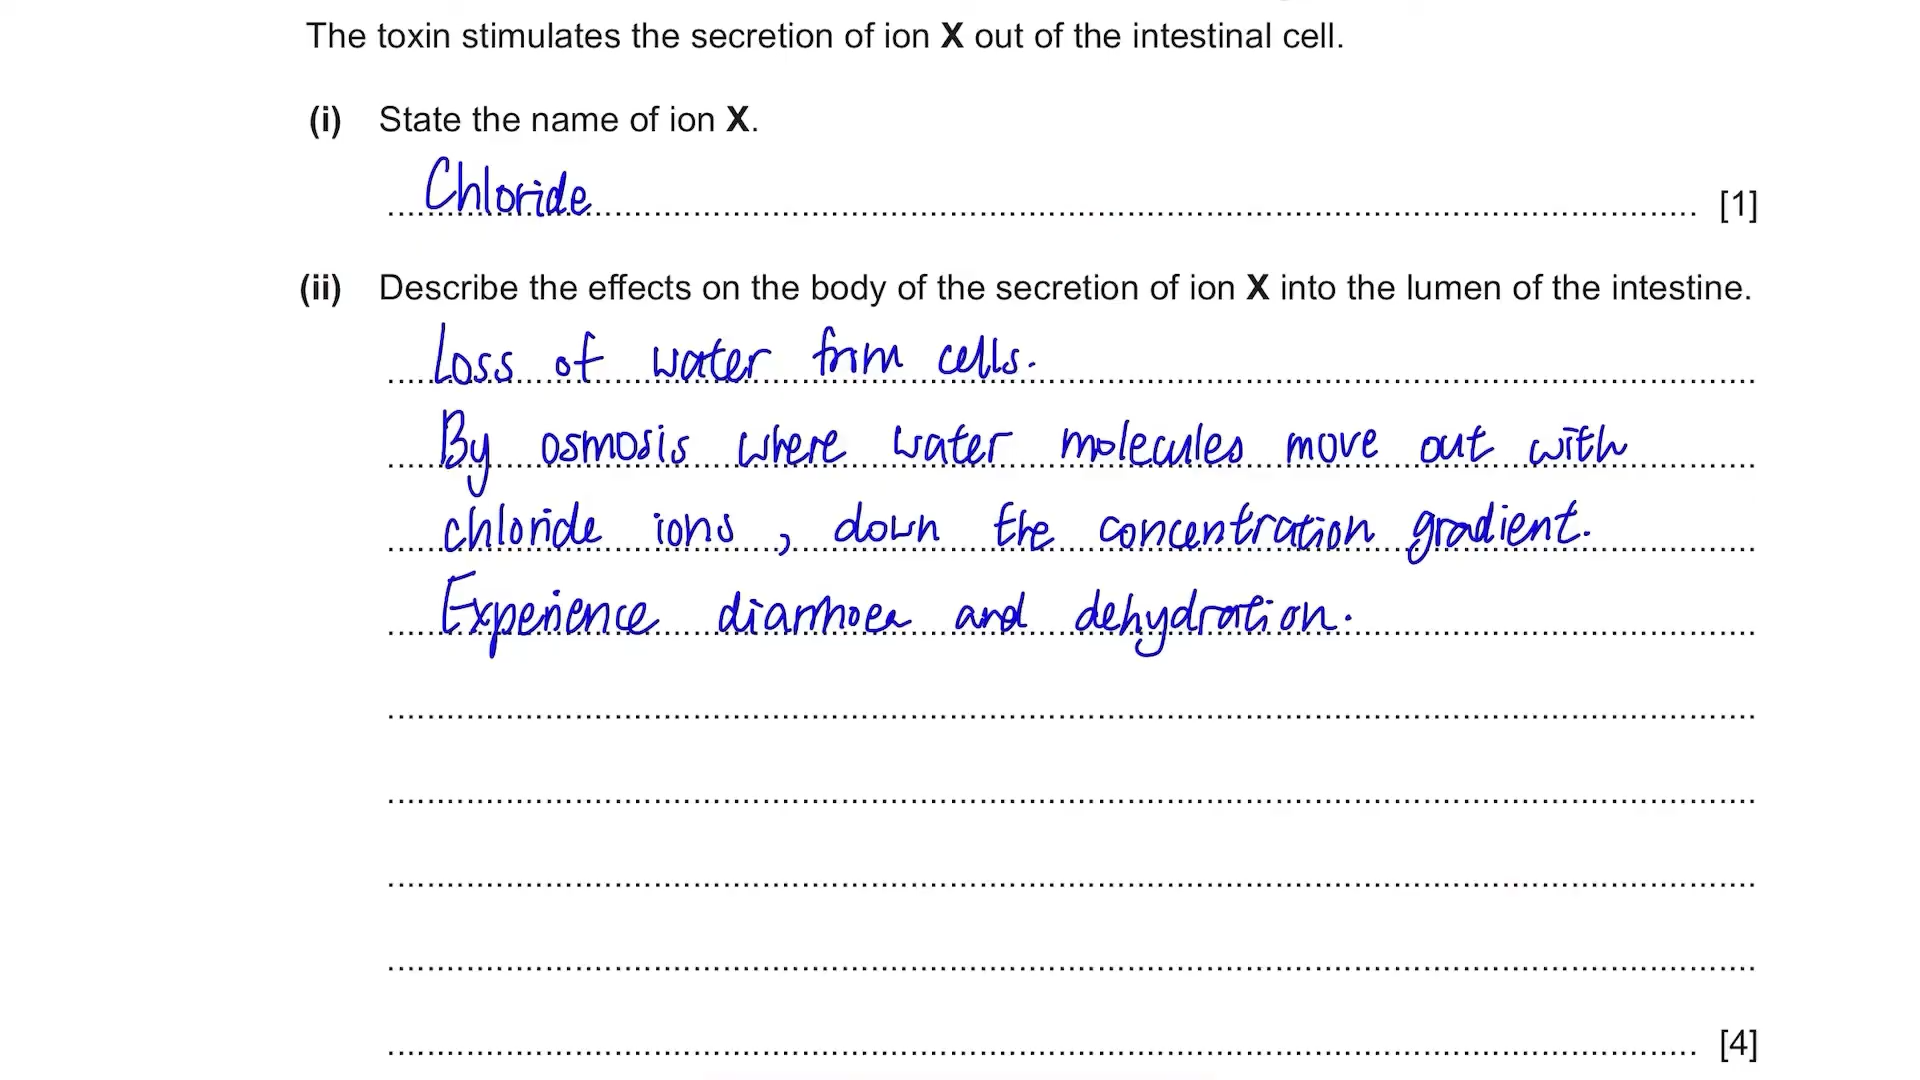 The toxin stimulates the secretion of ion X out of the intestinal cell.
(i) State the name of ion X.
Chloride
[1]
(ii) Describe the effects on the body of the secretion of ion X into the lumen of the intestine.
Loss of water from cells.
By osmosis where water molecules move out with
chloride ions, down the concentration gradient.
Experience diarrhoea and dehydration.
[4]